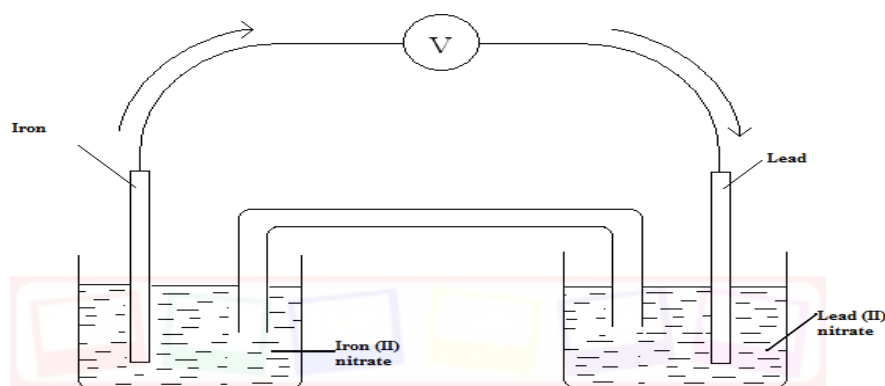 V
Iron
Lead
Iron (II)
nitrate
Lead (II)
nitrate